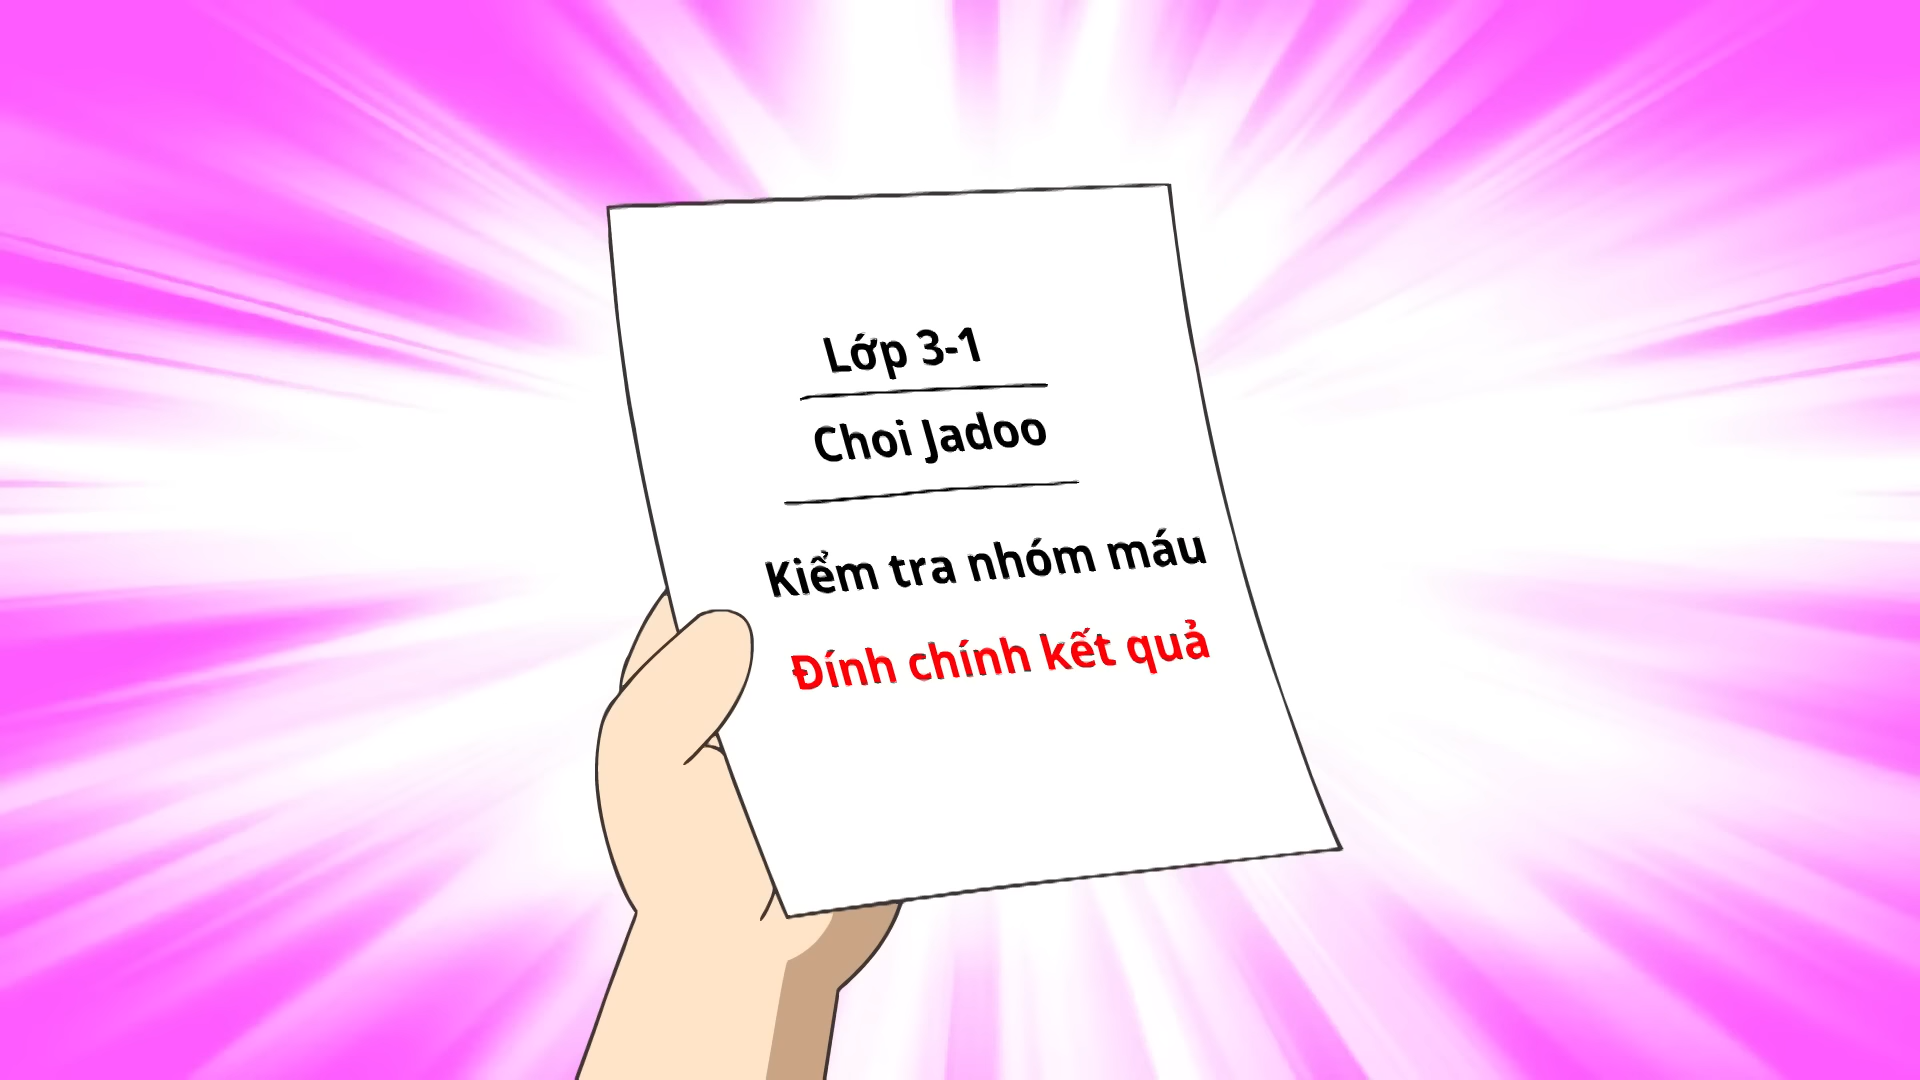 Lớp 3-1
Choi Jadoo
Kiểm tra nhóm máu
Đính chính kết quả